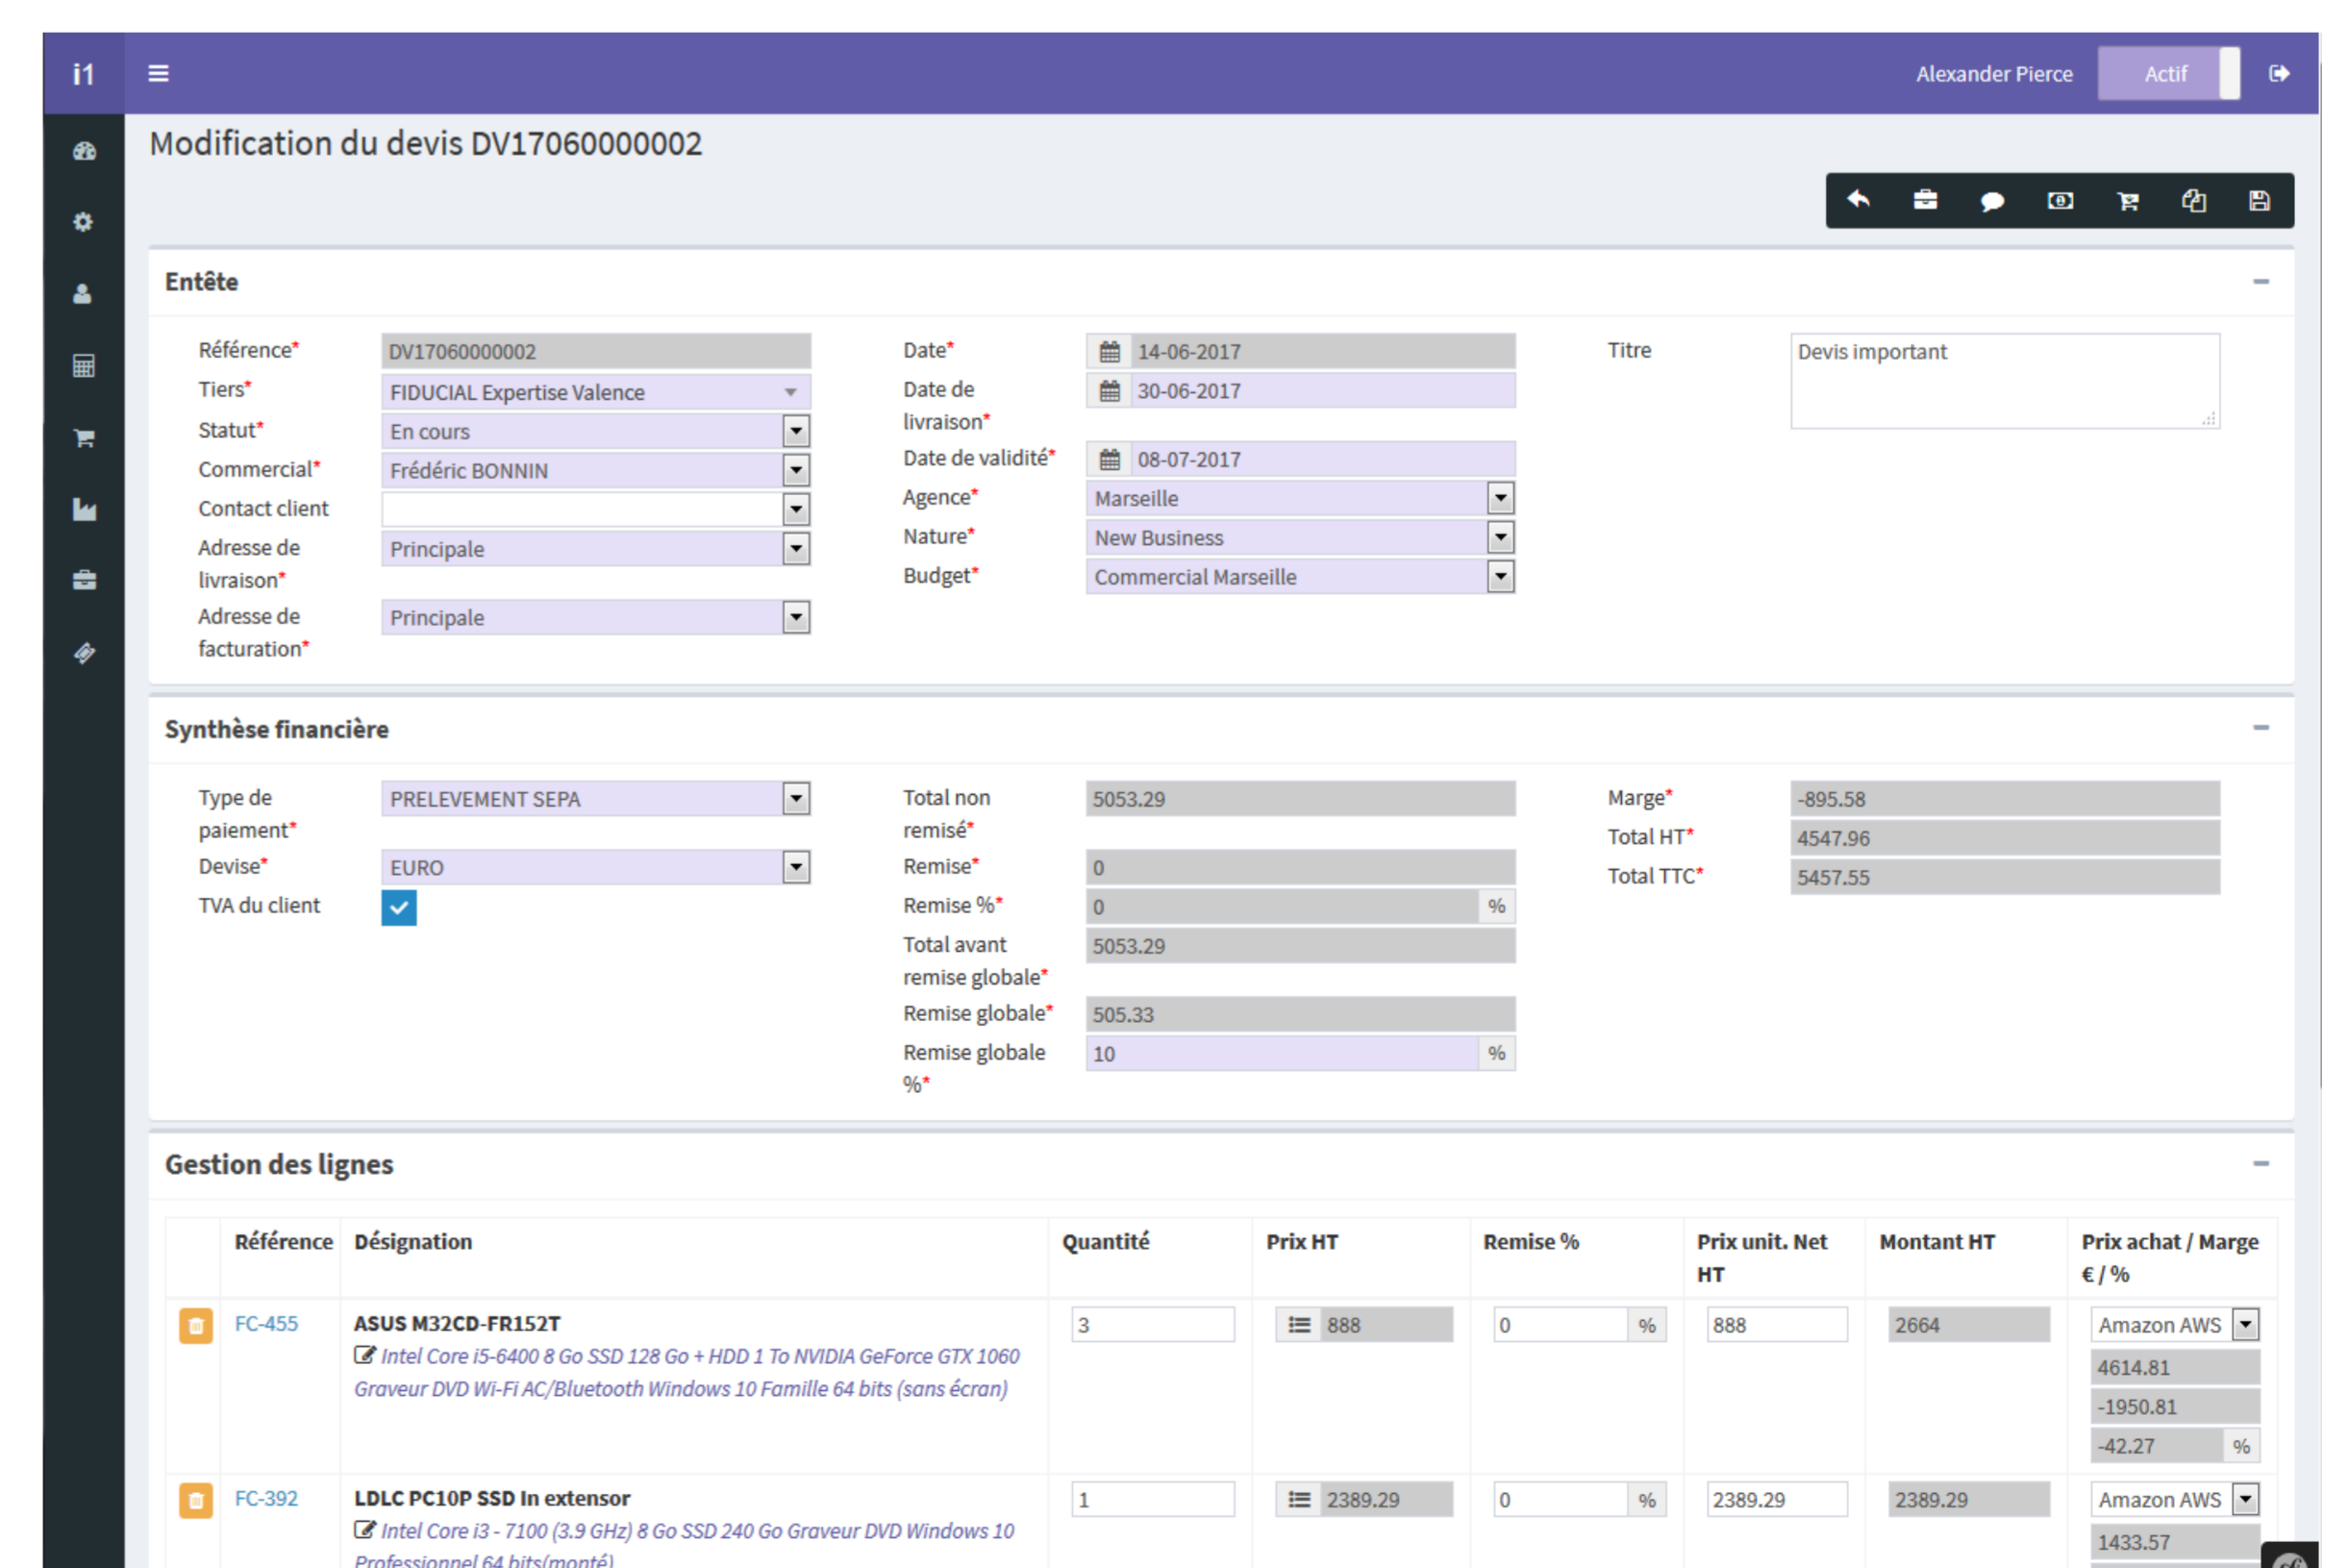 i1
Alexander Pierce
Actif
Modification du devis DV17060000002
Entête
Référence* DV17060000002
Tiers* FIDUCIAL Expertise Valence
Statut* En cours
Commercial* Frédéric BONNIN
Contact client
Adresse de
livraison* Principale
Adresse de
facturation* Principale
Date* 14-06-2017
Date de
livraison* 30-06-2017
Date de validité* 08-07-2017
Agence* Marseille
Nature* New Business
Budget* Commercial Marseille
Titre Devis important
Synthèse financière
Type de
paiement* PRELEVEMENT SEPA
Devise* EURO
TVA du client
Total non
remisé* 5053.29
Remise* 0
Remise %* 0 %
Total avant
remise globale* 5053.29
Remise globale* 505.33
Remise globale
%* 10 %
Marge* -895.58
Total HT* 4547.96
Total TTC* 5457.55
Gestion des lignes
Référence Désignation Quantité Prix HT Remise % Prix unit. Net
HT Montant HT Prix achat / Marge
€ / %
FC-455 ASUS M32CD-FR152T 3 888 0 % 888 2664 Amazon AWS
Intel Core i5-6400 8 Go SSD 128 Go + HDD 1 To NVIDIA GeForce GTX 1060
Graveur DVD Wi-Fi AC/Bluetooth Windows 10 Famille 64 bits (sans écran)
4614.81
-1950.81
-42.27 %
FC-392 LDLC PC10P SSD In extensor 1 2389.29 0 % 2389.29 2389.29 Amazon AWS
Intel Core i3 - 7100 (3.9 GHz) 8 Go SSD 240 Go Graveur DVD Windows 10
Professionnel 64 bits(monté)
1433.57